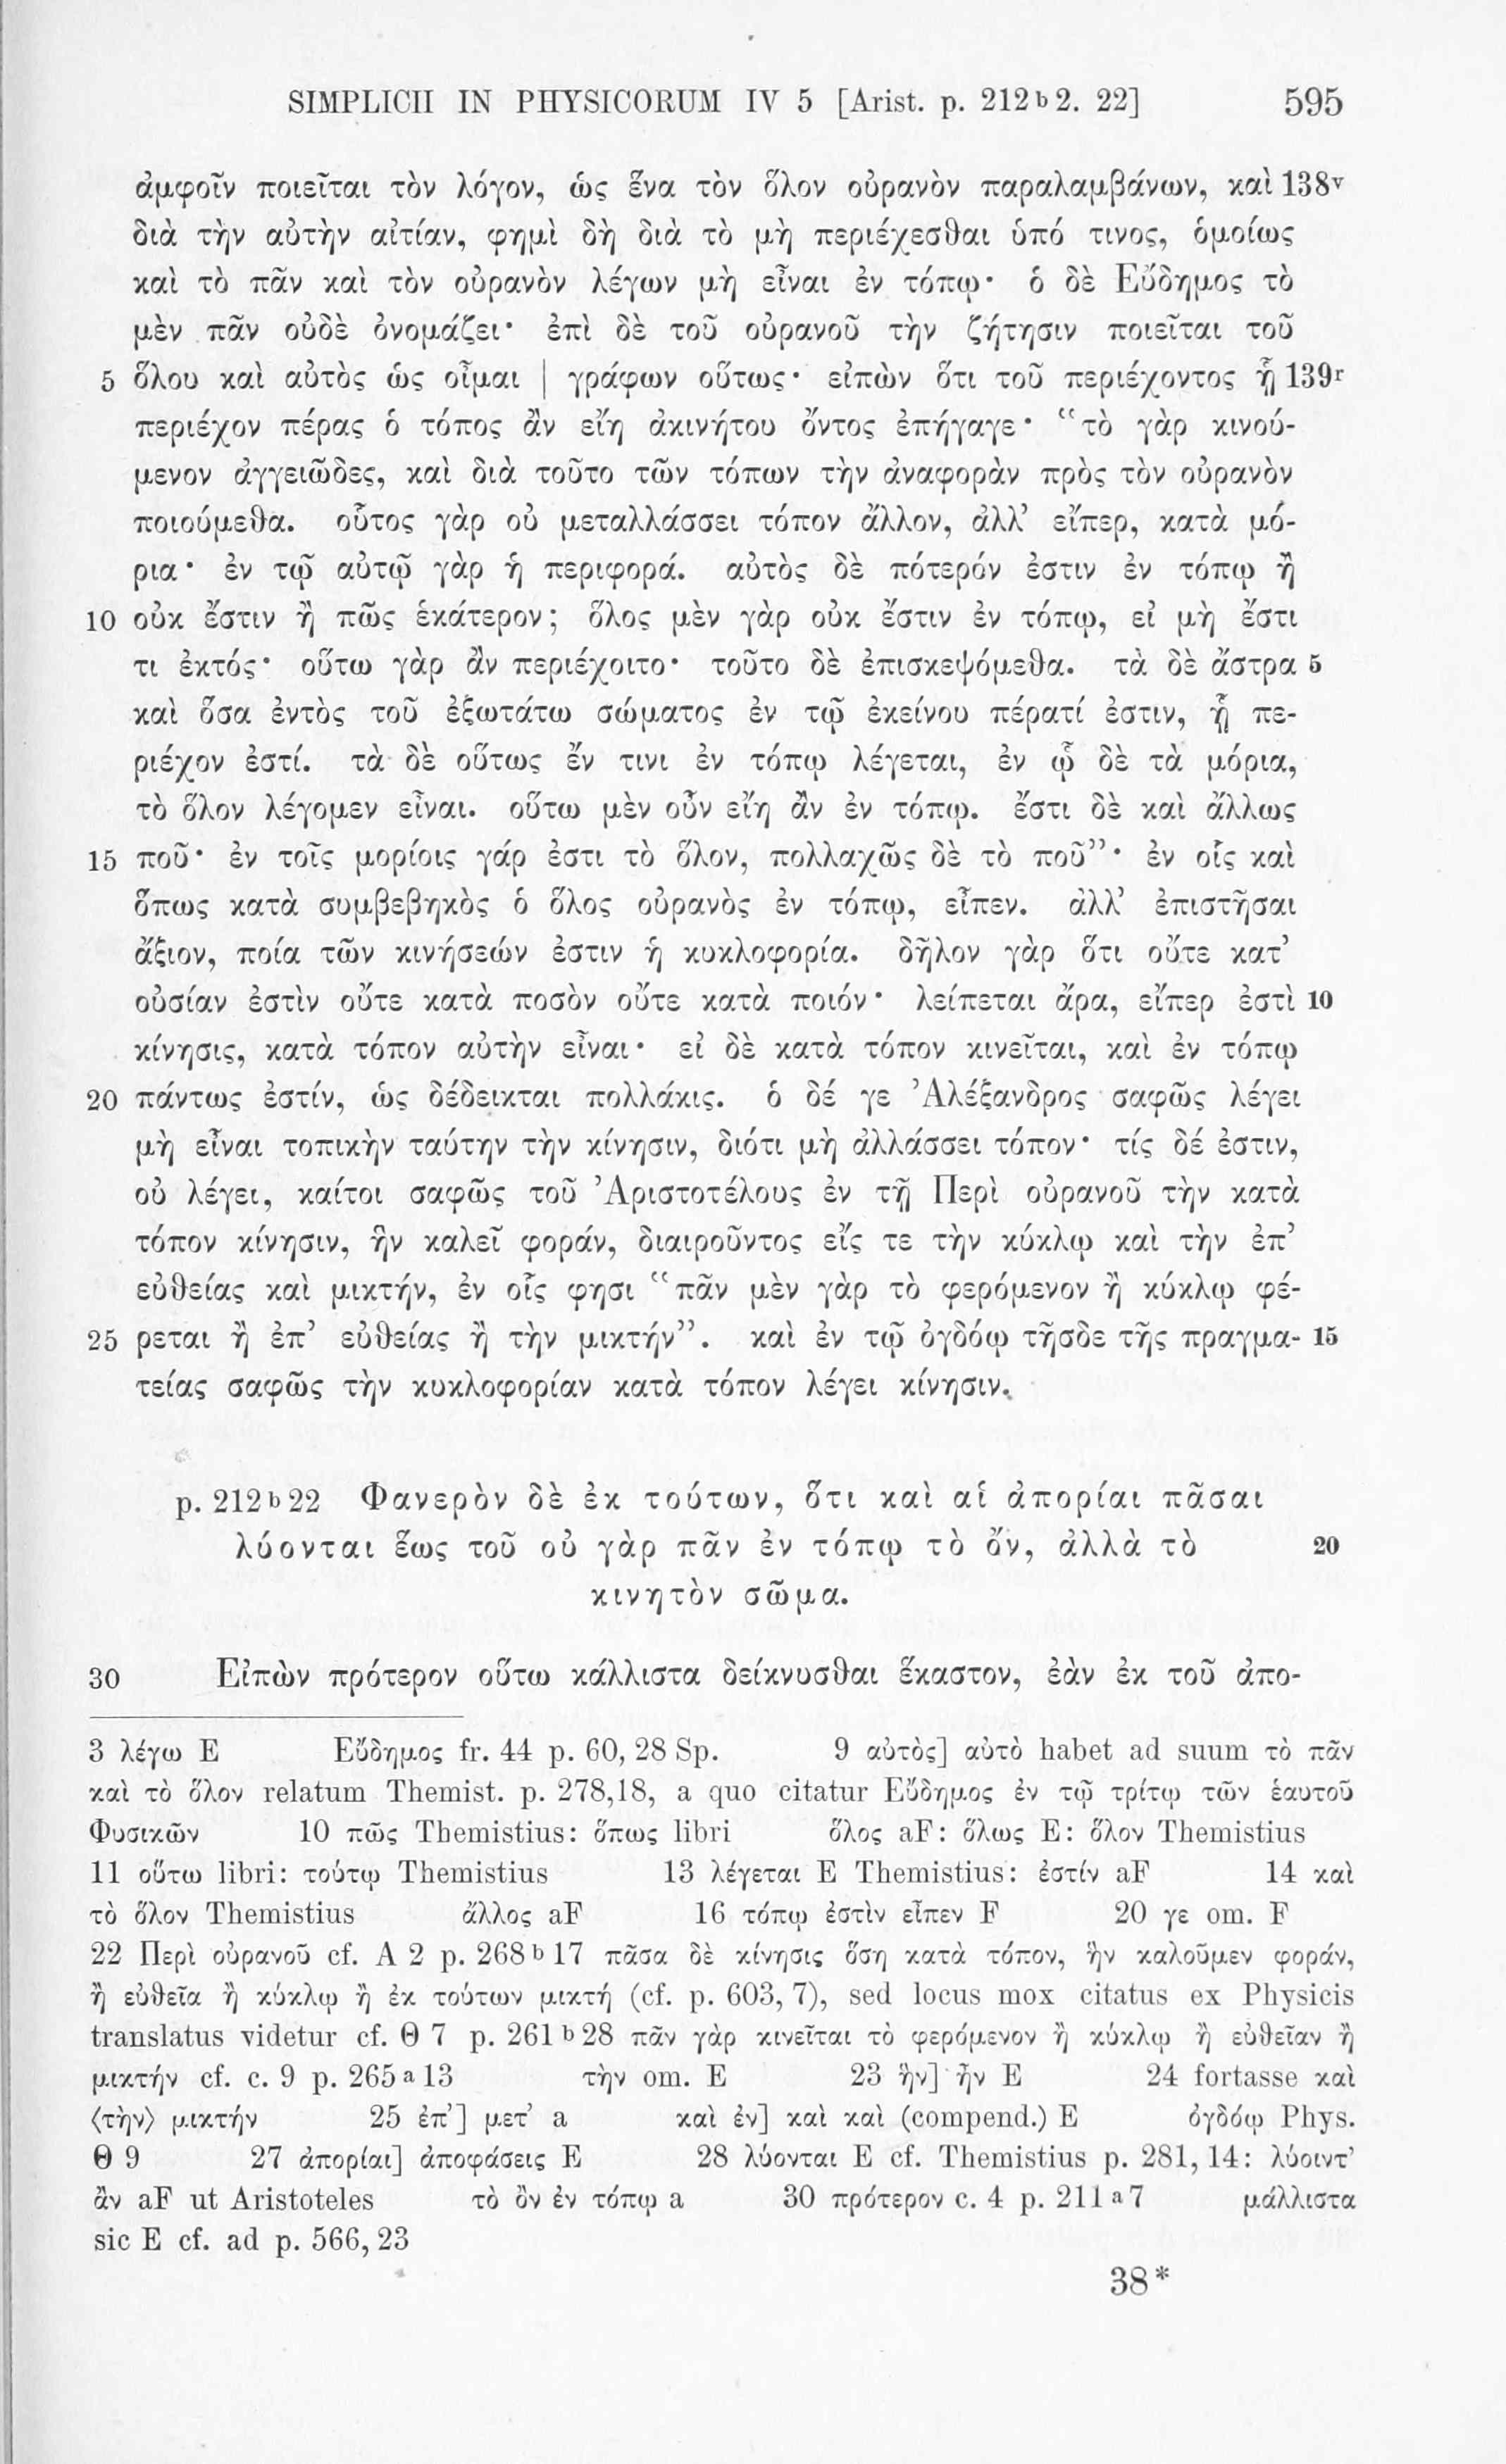 SIMPLICII IN PHYSICORUM IV 5 [Arist. p. 212ᵇ2. 22] 595
ἀμφοῖν ποιεῖται τὸν λόγον, ὡς ἕνα τὸν ὅλον οὐρανὸν παραλαμβάνων, καὶ 138ᵛ
διὰ τὴν αὐτὴν αἰτίαν, φημὶ δὴ διὰ τὸ μὴ περιέχεσθαι ὑπό τινος, ὁμοίως
καὶ τὸ πᾶν καὶ τὸν οὐρανὸν λέγων μὴ εἶναι ἐν τόπῳ· ὁ δὲ Εὔδημος τὸ
μὲν πᾶν οὐδὲ ὀνομάζει· ἐπὶ δὲ τοῦ οὐρανοῦ τὴν ζήτησιν ποιεῖται τοῦ
5 ὅλου καὶ αὐτὸς ὡς οἶμαι | γράφων οὕτως· εἰπὼν ὅτι τοῦ περιέχοντος ᾗ 139ʳ
περιέχον πέρας ὁ τόπος ἂν εἴη ἀκινήτου ὄντος ἐπήγαγε· “τὸ γὰρ κινού-
μενον ἀγγειῶδες, καὶ διὰ τοῦτο τῶν τόπων τὴν ἀναφορὰν πρὸς τὸν οὐρανὸν
ποιούμεθα. οὗτος γὰρ οὐ μεταλλάσσει τόπον ἄλλον, ἀλλ’ εἴπερ, κατὰ μό-
ρια· ἐν τῷ αὐτῷ γὰρ ἡ περιφορά. αὐτὸς δὲ πότερόν ἐστιν ἐν τόπῳ ἢ
10 οὐκ ἔστιν ἢ πῶς ἑκάτερον; ὅλος μὲν γὰρ οὐκ ἔστιν ἐν τόπῳ, εἰ μὴ ἔστι
τι ἐκτός· οὕτω γὰρ ἂν περιέχοιτο· τοῦτο δὲ ἐπισκεψόμεθα. τὰ δὲ ἄστρα 5
καὶ ὅσα ἐντὸς τοῦ ἐξωτάτω σώματος ἐν τῷ ἐκείνου πέρατί ἐστιν, ᾗ πε-
ριέχον ἐστί. τὰ δὲ οὕτως ἔν τινι ἐν τόπῳ λέγεται, ἐν ᾧ δὲ τὰ μόρια,
τὸ ὅλον λέγομεν εἶναι. οὕτω μὲν οὖν εἴη ἂν ἐν τόπῳ. ἔστι δὲ καὶ ἄλλως
15 ποῦ· ἐν τοῖς μορίοις γάρ ἐστι τὸ ὅλον, πολλαχῶς δὲ τὸ ποῦ”· ἐν οἷς καὶ
ὅπως κατὰ συμβεβηκὸς ὁ ὅλος οὐρανὸς ἐν τόπῳ, εἶπεν. ἀλλ’ ἐπιστῆσαι
ἄξιον, ποία τῶν κινήσεών ἐστιν ἡ κυκλοφορία. δῆλον γὰρ ὅτι οὔτε κατ’
οὐσίαν ἐστὶν οὔτε κατὰ ποσὸν οὔτε κατὰ ποιόν· λείπεται ἄρα, εἴπερ ἐστὶ 10
κίνησις, κατὰ τόπον αὐτὴν εἶναι· εἰ δὲ κατὰ τόπον κινεῖται, καὶ ἐν τόπῳ
20 πάντως ἐστίν, ὡς δέδεικται πολλάκις. ὁ δέ γε Ἀλέξανδρος σαφῶς λέγει
μὴ εἶναι τοπικὴν ταύτην τὴν κίνησιν, διότι μὴ ἀλλάσσει τόπον· τίς δέ ἐστιν,
οὐ λέγει, καίτοι σαφῶς τοῦ Ἀριστοτέλους ἐν τῇ Περὶ οὐρανοῦ τὴν κατὰ
τόπον κίνησιν, ἣν καλεῖ φοράν, διαιροῦντος εἴς τε τὴν κύκλῳ καὶ τὴν ἐπ’
εὐθείας καὶ μικτήν, ἐν οἷς φησι “πᾶν μὲν γὰρ τὸ φερόμενον ἢ κύκλῳ φέ-
25 ρεται ἢ ἐπ’ εὐθείας ἢ τὴν μικτήν”. καὶ ἐν τῷ ὀγδόῳ τῆσδε τῆς πραγμα- 15
τείας σαφῶς τὴν κυκλοφορίαν κατὰ τόπον λέγει κίνησιν.
p. 212ᵇ22 Φανερὸν δὲ ἐκ τούτων, ὅτι καὶ αἱ ἀπορίαι πᾶσαι
λύονται ἕως τοῦ οὐ γὰρ πᾶν ἐν τόπῳ τὸ ὄν, ἀλλὰ τὸ 20
κινητὸν σῶμα.
30 Εἰπὼν πρότερον οὕτω κάλλιστα δείκνυσθαι ἕκαστον, ἐὰν ἐκ τοῦ ἀπο-
3 λέγω E Εὔδημος fr. 44 p. 60, 28 Sp. 9 αὐτὸς] αὐτὸ habet ad suum τὸ πᾶν
καὶ τὸ ὅλον relatum Themist. p. 278,18, a quo citatur Εὔδημος ἐν τῷ τρίτῳ τῶν ἑαυτοῦ
Φυσικῶν 10 πῶς Themistius: ὅπως libri ὅλος aF: ὅλως E: ὅλον Themistius
11 οὕτω libri: τούτῳ Themistius 13 λέγεται E Themistius: ἐστίν aF 14 καὶ
τὸ ὅλον Themistius ἄλλος aF 16 τόπῳ ἐστὶν εἶπεν F 20 γε om. F
22 Περὶ οὐρανοῦ cf. A 2 p. 268ᵇ17 πᾶσα δὲ κίνησις ὅση κατὰ τόπον, ἣν καλοῦμεν φοράν,
ἢ εὐθεῖα ἢ κύκλῳ ἢ ἐκ τούτων μικτή (cf. p. 603, 7), sed locus mox citatus ex Physicis
translatus videtur cf. Θ 7 p. 261ᵇ28 πᾶν γὰρ κινεῖται τὸ φερόμενον ἢ κύκλῳ ἢ εὐθεῖαν ἢ
μικτήν cf. c. 9 p. 265ᵃ13 τὴν om. E 23 ἣν] ἦν E 24 fortasse καὶ
⟨τὴν⟩ μικτήν 25 ἐπ’] μετ’ a καὶ ἐν] καὶ καὶ (compend.) E ὀγδόῳ Phys.
Θ 9 27 ἀπορίαι] ἀποφάσεις E 28 λύονται E cf. Themistius p. 281, 14: λύοιντ’
ἂν aF ut Aristoteles τὸ ὂν ἐν τόπῳ a 30 πρότερον c. 4 p. 211ᵃ7 μάλλιστα
sic E cf. ad p. 566, 23
38*